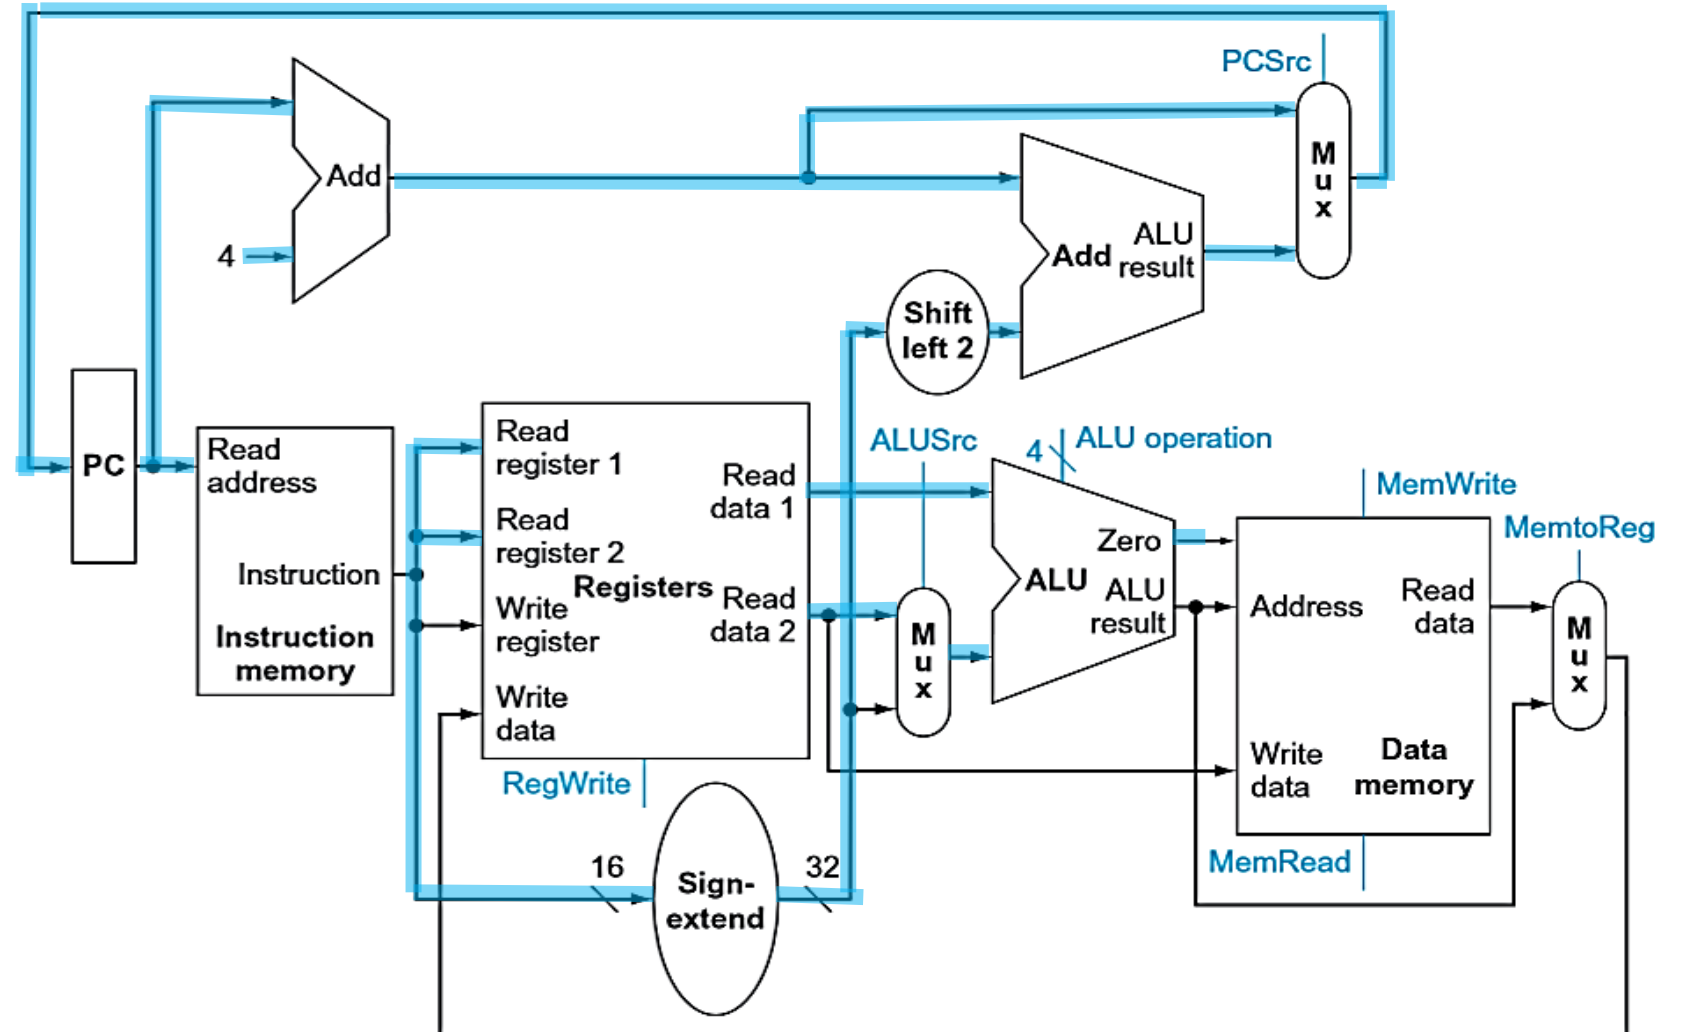 PCSrc
Add
M
u
x
4
Add
ALU
result
Shift
left 2
PC
Read
address
Instruction
Instruction
memory
Read
register 1
Read
register 2
Write
register
Write
data
Registers
Read
data 1
Read
data 2
RegWrite
16
Sign-
extend
32
ALUSrc
M
u
x
4
ALU operation
Zero
ALU
ALU
result
MemWrite
MemtoReg
Address
Read
data
Write
data
Data
memory
MemRead
M
u
x